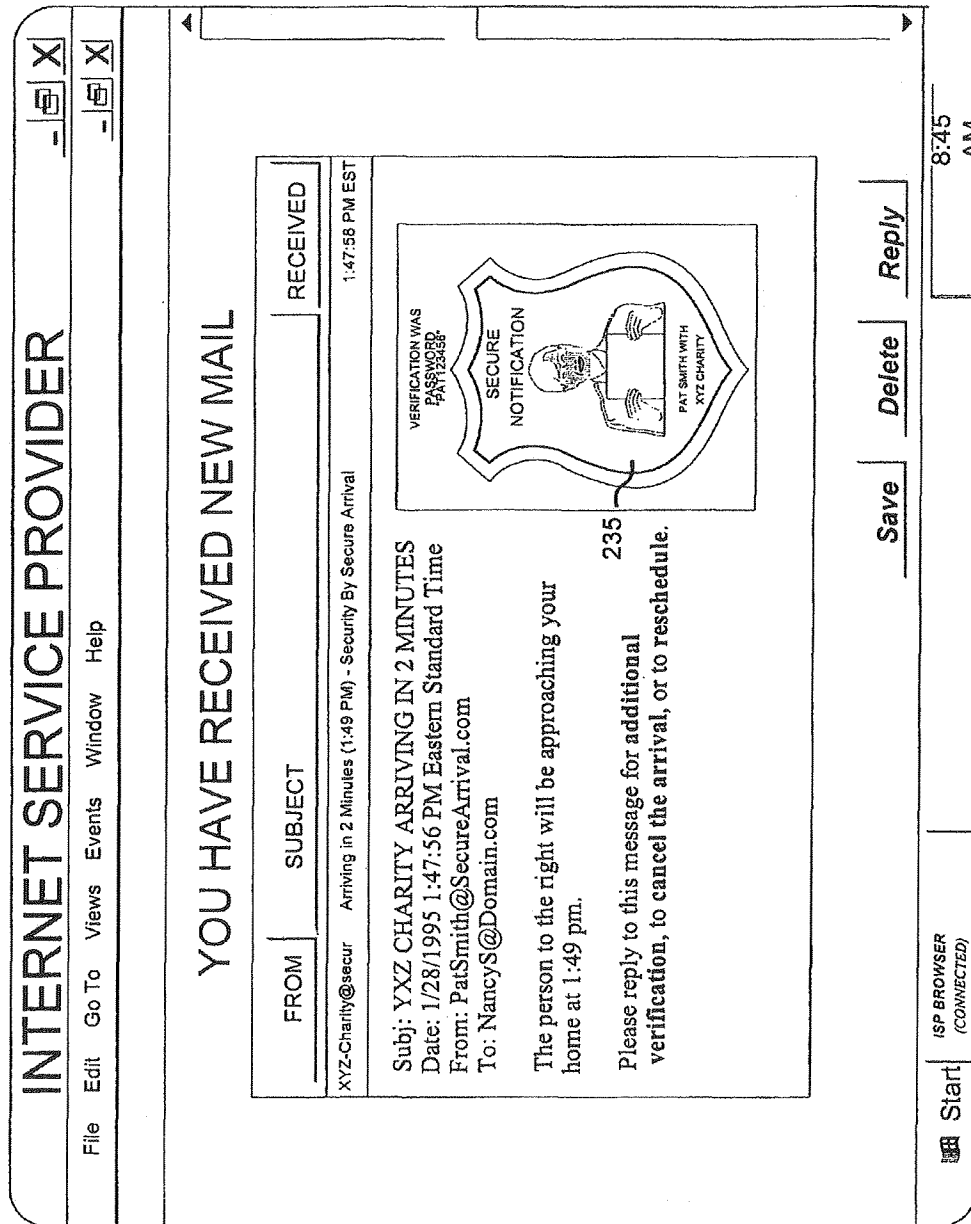 INTERNET SERVICE PROVIDER
File Edit Go To Views Events Window Help
YOU HAVE RECEIVED NEW MAIL
FROM SUBJECT RECEIVED
XYZ-Charity@secur Arriving in 2 Minutes (1:49 PM) - Security By Secure Arrival 1:47:58 PM EST
Subj: YXZ CHARITY ARRIVING IN 2 MINUTES
Date: 1/28/1995 1:47:56 PM Eastern Standard Time
From: PatSmith@SecureArrival.com
To: NancyS@Domain.com
The person to the right will be approaching your
home at 1:49 pm.
Please reply to this message for additional
verification, to cancel the arrival, or to reschedule.
VERIFICATION WAS
PASSWORD
"PAT123456"
SECURE
NOTIFICATION
PAT SMITH WITH
XYZ CHARITY
235
Save Delete Reply
Start ISP BROWSER
(CONNECTED)
8:45
AM